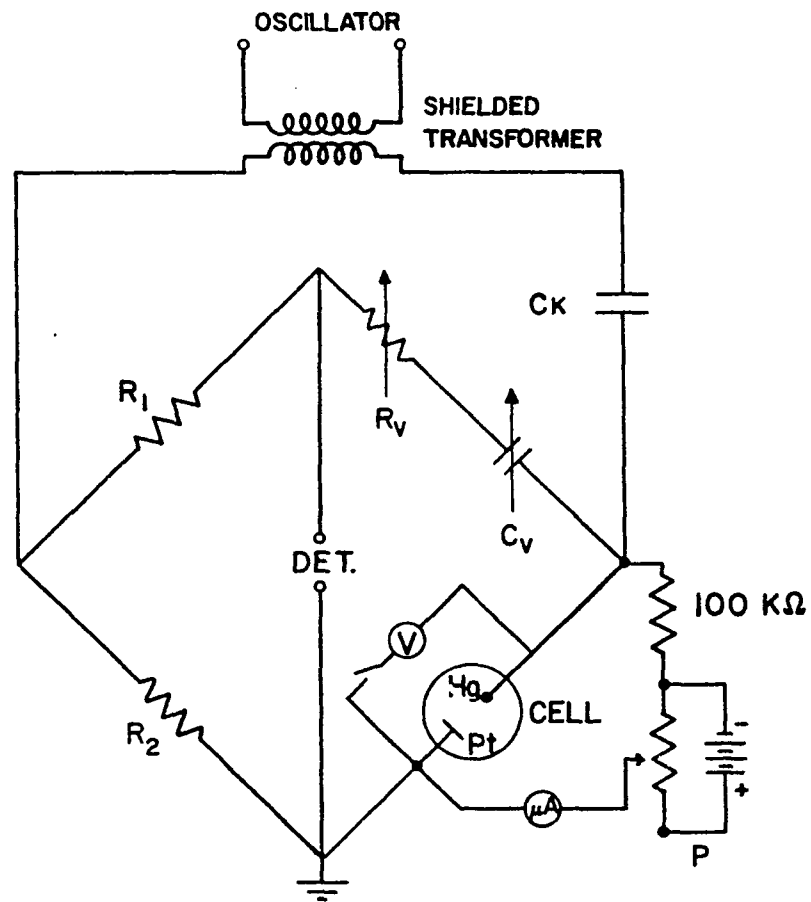 OSCILLATOR
SHIELDED
TRANSFORMER
CK
R1
RV
CV
DET.
100 KΩ
V
Hg
CELL
Pt
R2
-
μA
+
P